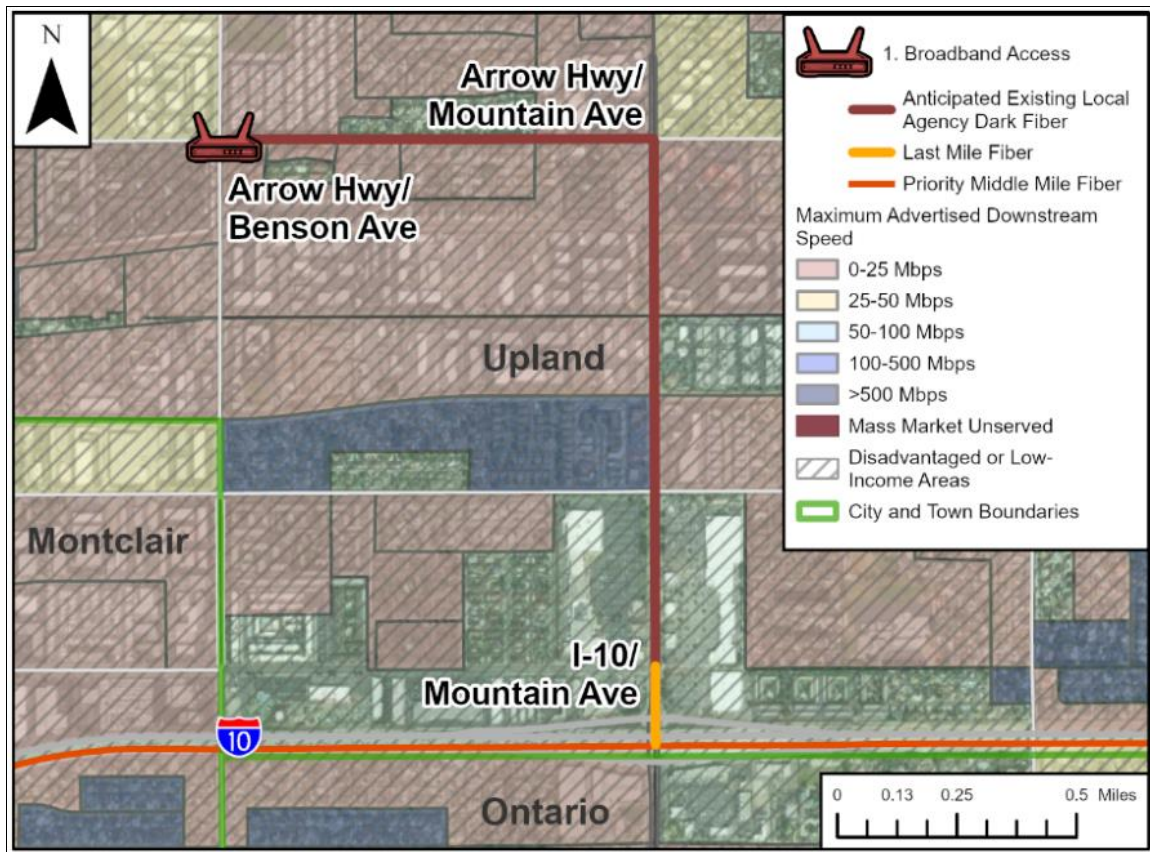 N
Arrow Hwy/
Mountain Ave
Arrow Hwy/
Benson Ave
Upland
Montclair
I-10/
Mountain Ave
10
Ontario
1. Broadband Access
Anticipated Existing Local
Agency Dark Fiber
Last Mile Fiber
Priority Middle Mile Fiber
Maximum Advertised Downstream
Speed
0-25 Mbps
25-50 Mbps
50-100 Mbps
100-500 Mbps
>500 Mbps
Mass Market Unserved
Disadvantaged or Low-
Income Areas
City and Town Boundaries
0 0.13 0.25 0.5 Miles